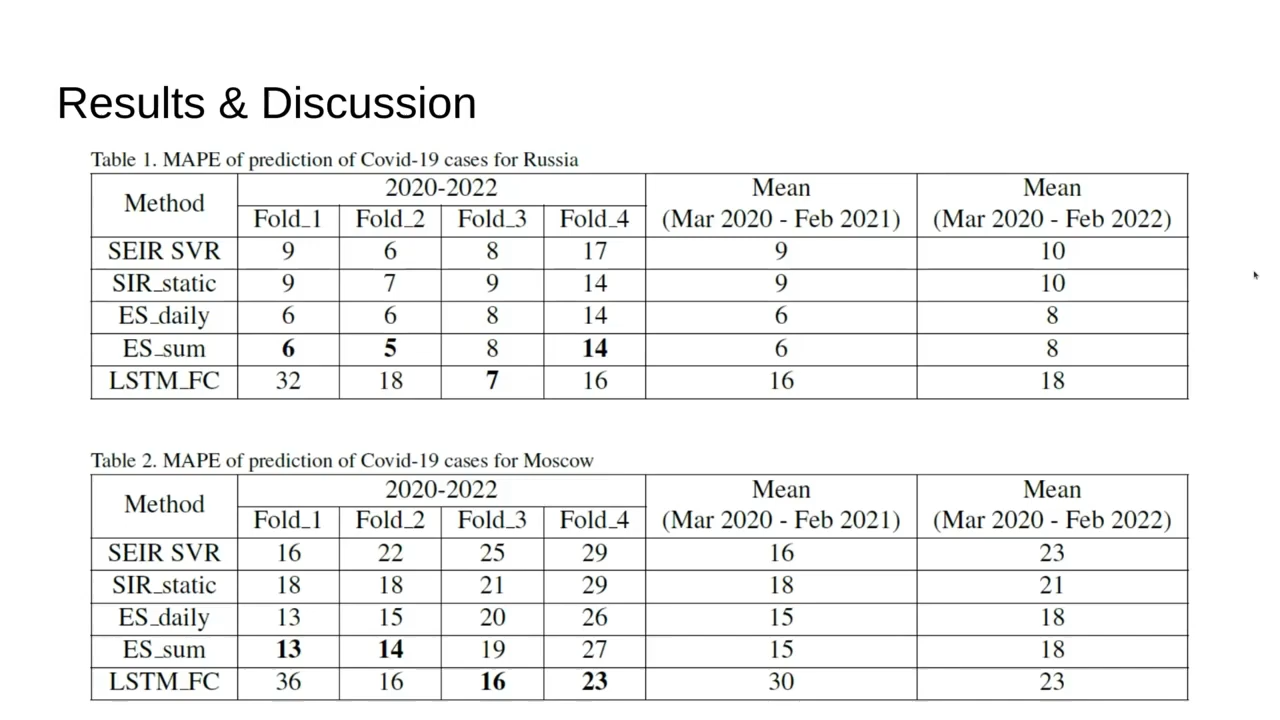 Results & Discussion
Table 1. MAPE of prediction of Covid-19 cases for Russia
Method 2020-2022 Mean (Mar 2020 - Feb 2021) Mean (Mar 2020 - Feb 2022)
Fold_1 Fold_2 Fold_3 Fold_4
SEIR SVR 9 6 8 17 9 10
SIR_static 9 7 9 14 9 10
ES_daily 6 6 8 14 6 8
ES_sum 6 5 8 14 6 8
LSTM_FC 32 18 7 16 16 18
Table 2. MAPE of prediction of Covid-19 cases for Moscow
Method 2020-2022 Mean (Mar 2020 - Feb 2021) Mean (Mar 2020 - Feb 2022)
Fold_1 Fold_2 Fold_3 Fold_4
SEIR SVR 16 22 25 29 16 23
SIR_static 18 18 21 29 18 21
ES_daily 13 15 20 26 15 18
ES_sum 13 14 19 27 15 18
LSTM_FC 36 16 16 23 30 23